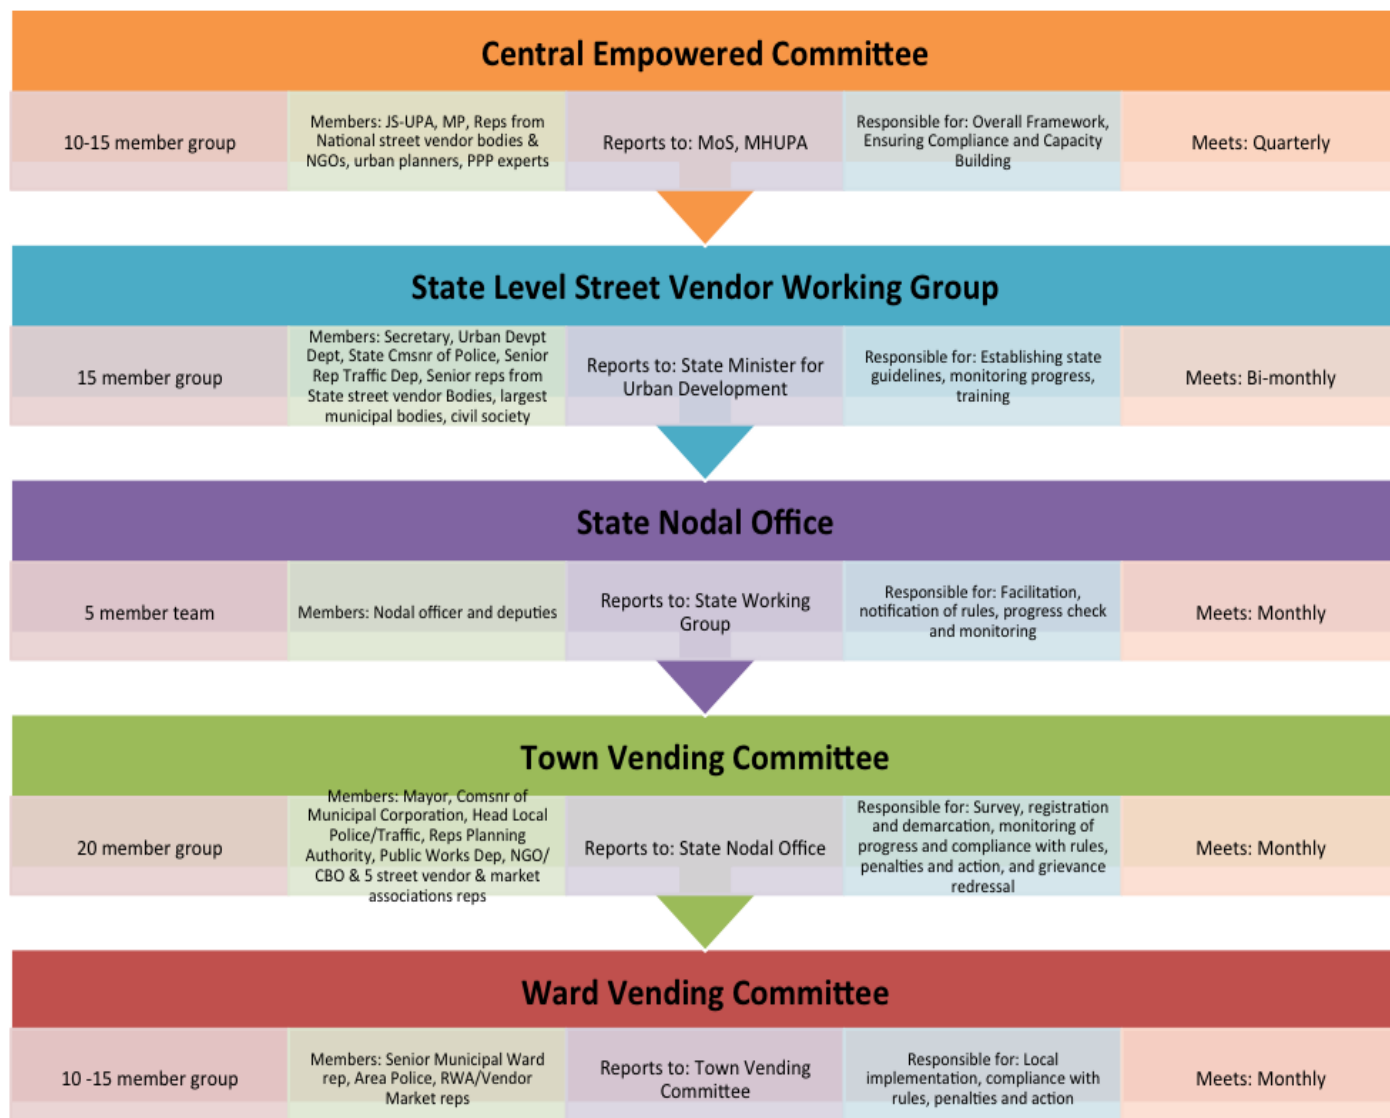 Central Empowered Committee
10-15 member group
Members: JS-UPA, MP, Reps from
National street vendor bodies &
NGOs, urban planners, PPP experts
Reports to: MoS, MHUPA
Responsible for: Overall Framework,
Ensuring Compliance and Capacity
Building
Meets: Quarterly
State Level Street Vendor Working Group
15 member group
Members: Secretary, Urban Devpt
Dept, State Cmsnr of Police, Senior
Rep Traffic Dep, Senior reps from
State street vendor Bodies, largest
municipal bodies, civil society
Reports to: State Minister for
Urban Development
Responsible for: Establishing state
guidelines, monitoring progress,
training
Meets: Bi-monthly
State Nodal Office
5 member team
Members: Nodal officer and deputies
Reports to: State Working
Group
Responsible for: Facilitation,
notification of rules, progress check
and monitoring
Meets: Monthly
Town Vending Committee
20 member group
Members: Mayor, Comsnr of
Municipal Corporation, Head Local
Police/Traffic, Reps Planning
Authority, Public Works Dep, NGO/
CBO & 5 street vendor & market
associations reps
Reports to: State Nodal Office
Responsible for: Survey, registration
and demarcation, monitoring of
progress and compliance with rules,
penalties and action, and grievance
redressal
Meets: Monthly
Ward Vending Committee
10 -15 member group
Members: Senior Municipal Ward
rep, Area Police, RWA/Vendor
Market reps
Reports to: Town Vending
Committee
Responsible for: Local
implementation, compliance with
rules, penalties and action
Meets: Monthly